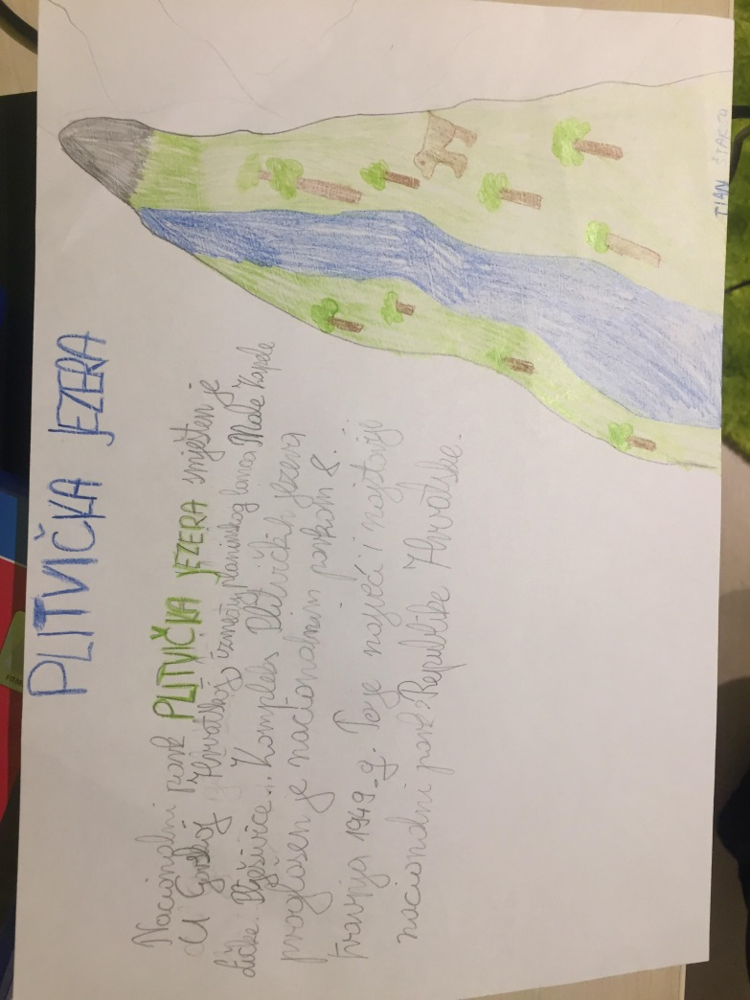 PLITVIČKA JEZERA
Nacionalni park PLITVIČKA JEZERA smješten je
U Gorskoj Hrvatskoj između planinskog lanca Male Kapele
Ličke Plješivice. Kompleks Plitvičkih jezera
proglašen je nacionalnim parkom 8.
travnja 1949.g. To je najveći i najstariji
nacionalni park Republike Hrvatske.
TIAN